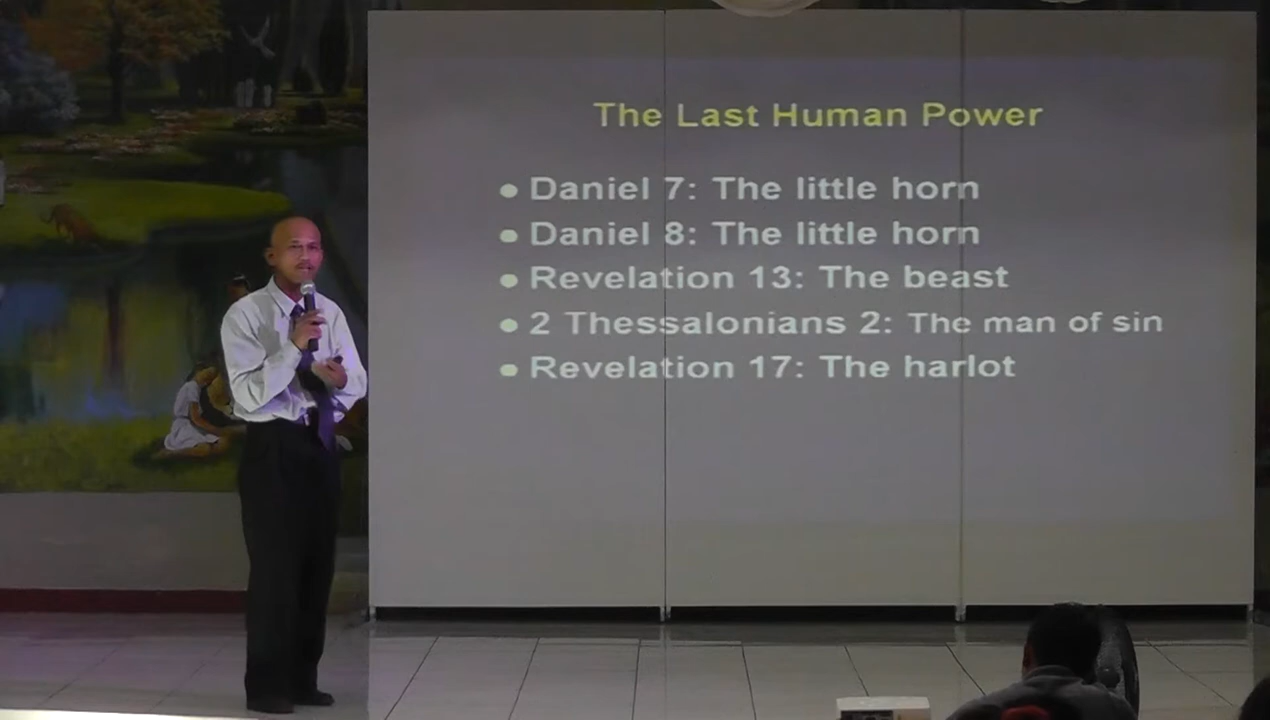 The Last Human Power
• Daniel 7: The little horn
• Daniel 8: The little horn
• Revelation 13: The beast
• 2 Thessalonians 2: The man of sin
• Revelation 17: The harlot